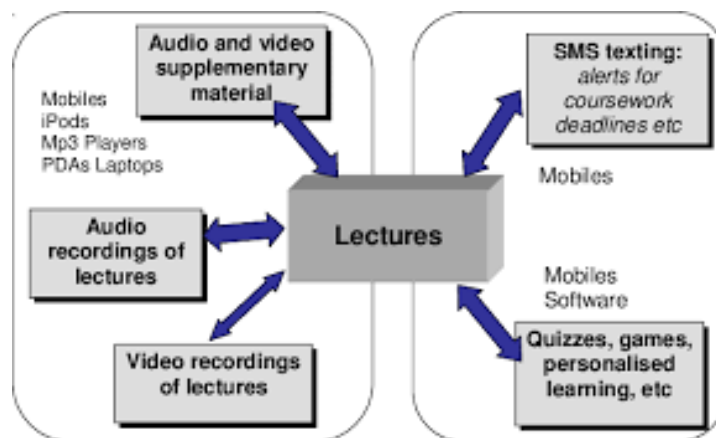 Audio and video
supplementary
material
Mobiles
iPods
Mp3 Players
PDAs Laptops
Audio
recordings of
lectures
Video recordings
of lectures
Lectures
SMS texting:
alerts for
coursework
deadlines etc
Mobiles
Mobiles
Software
Quizzes, games,
personalised
learning, etc